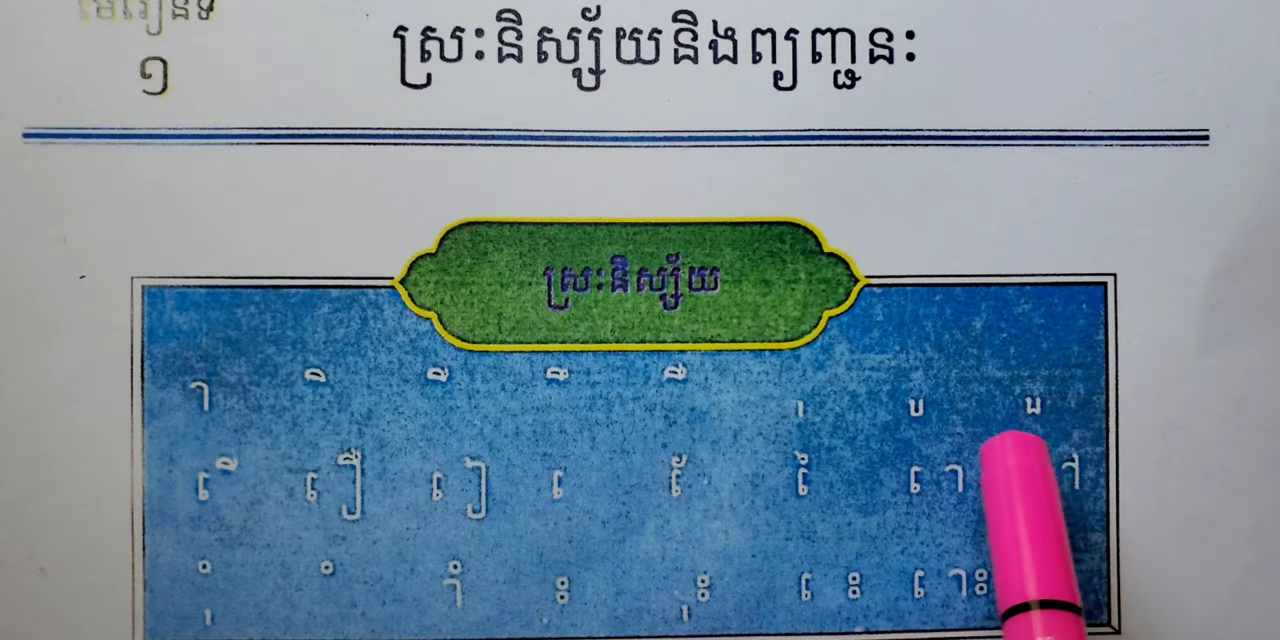 មេរៀនទី
១
ស្រះនិស្ស័យនិងព្យញ្ជនះ
ស្រះនិស្ស័យ
ា ិ ី ឹ ឺ ុ ូ ួ
ើ ឿ ៀ េ ែ ៃ ោ ៅ
ុំ ំ ាំ ះ ុះ េះ ោះ